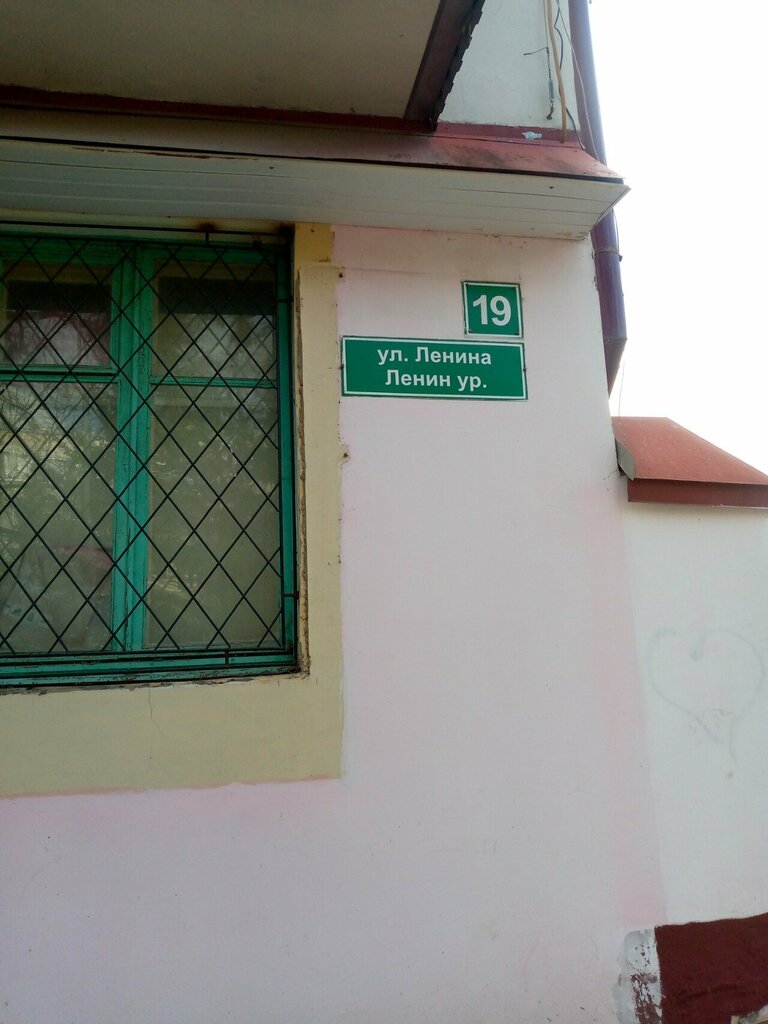 19
ул. Ленина
Ленин ур.